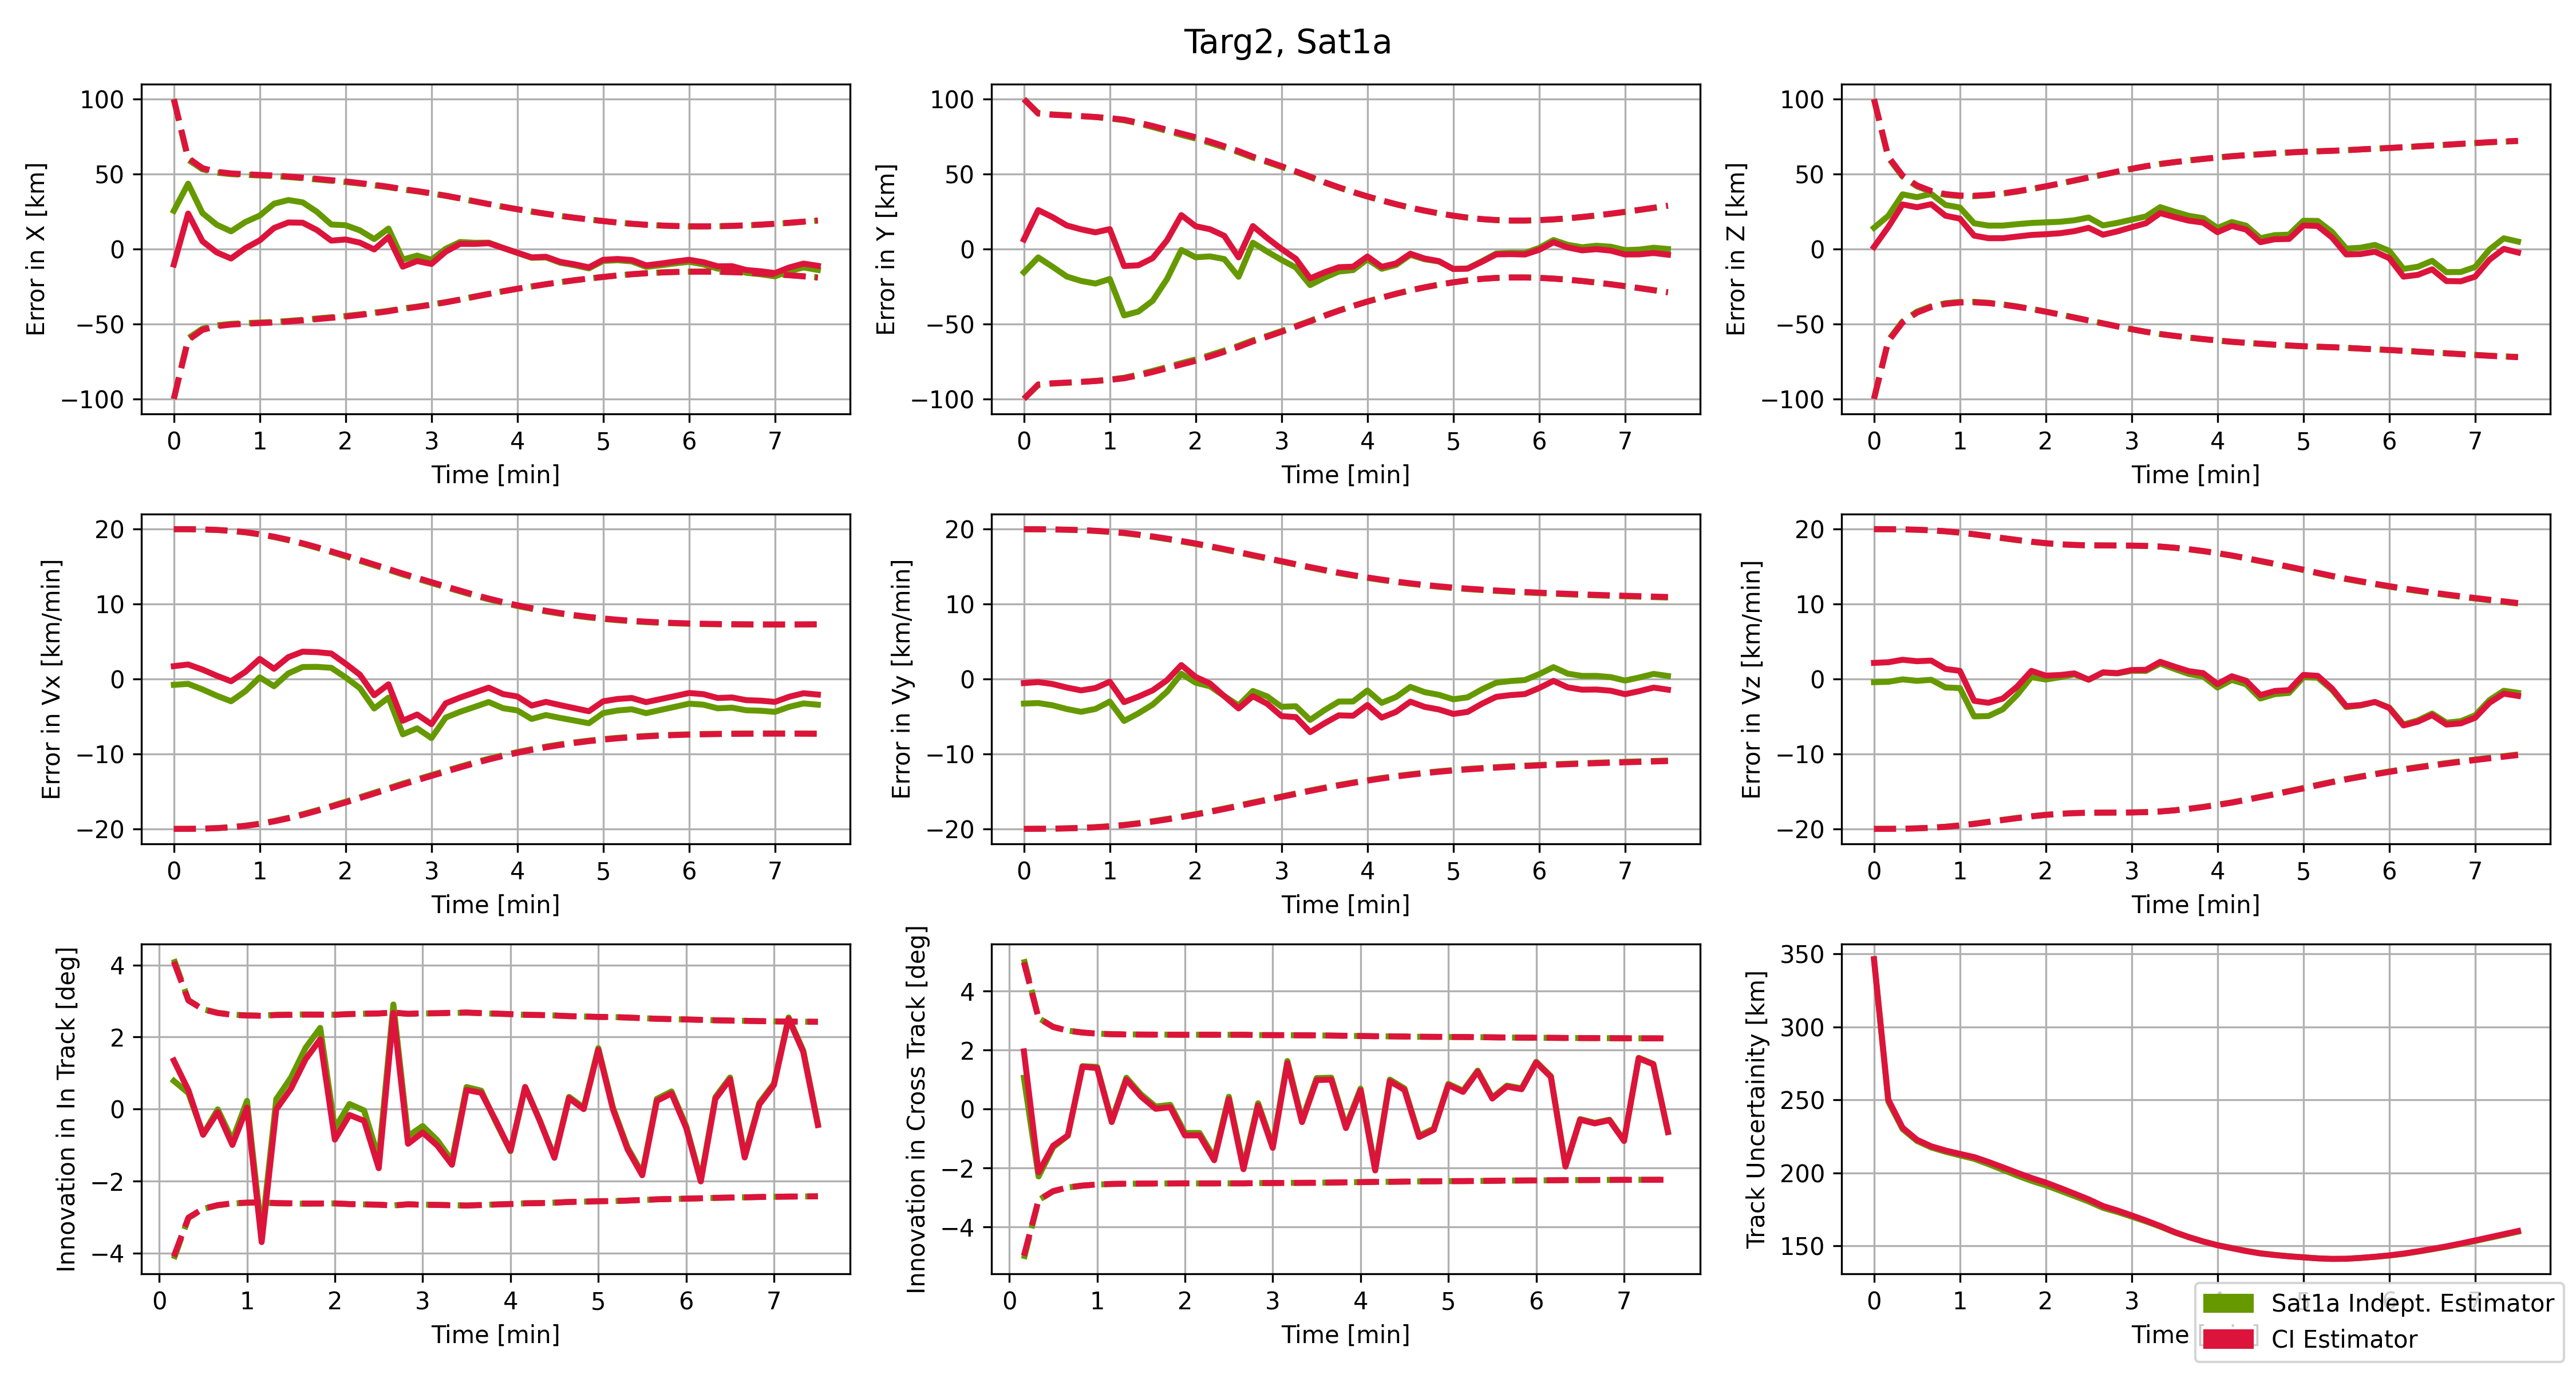 Targ2, Sat1a
Error in X [km]
100
50
0
−50
−100
0 1 2 3 4 5 6 7
Time [min]
Error in Y [km]
100
50
0
−50
−100
0 1 2 3 4 5 6 7
Time [min]
Error in Z [km]
100
50
0
−50
−100
0 1 2 3 4 5 6 7
Time [min]
Error in Vx [km/min]
20
10
0
−10
−20
0 1 2 3 4 5 6 7
Time [min]
Error in Vy [km/min]
20
10
0
−10
−20
0 1 2 3 4 5 6 7
Time [min]
Error in Vz [km/min]
20
10
0
−10
−20
0 1 2 3 4 5 6 7
Time [min]
Innovation in In Track [deg]
4
2
0
−2
−4
0 1 2 3 4 5 6 7
Time [min]
Innovation in Cross Track [deg]
4
2
0
−2
−4
0 1 2 3 4 5 6 7
Time [min]
Track Uncertainity [km]
350
300
250
200
150
0 1 2 3
Time
Sat1a Indept. Estimator
CI Estimator